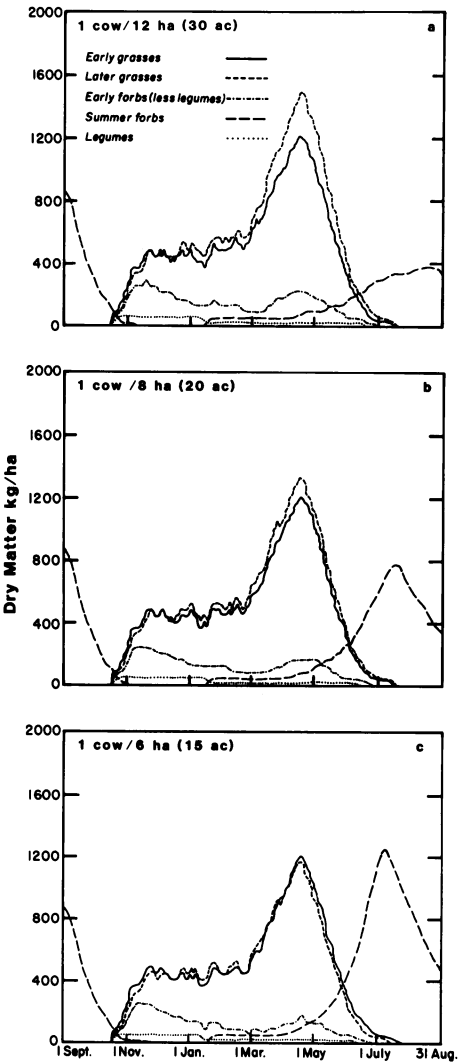 2000
1 cow/12 ha (30 ac)
a
Early grasses
Later grasses
1600
Early forbs (less legumes)
Summer forbs
Legumes
1200
800
400
0
2000
1 cow /8 ha (20 ac)
b
1600
1200
800
400
0
Dry Matter kg/ha
2000
1 cow/6 ha (15 ac)
c
1600
1200
800
400
0
1 Sept. 1 Nov. 1 Jan. 1 Mar. 1 May 1 July 31 Aug.